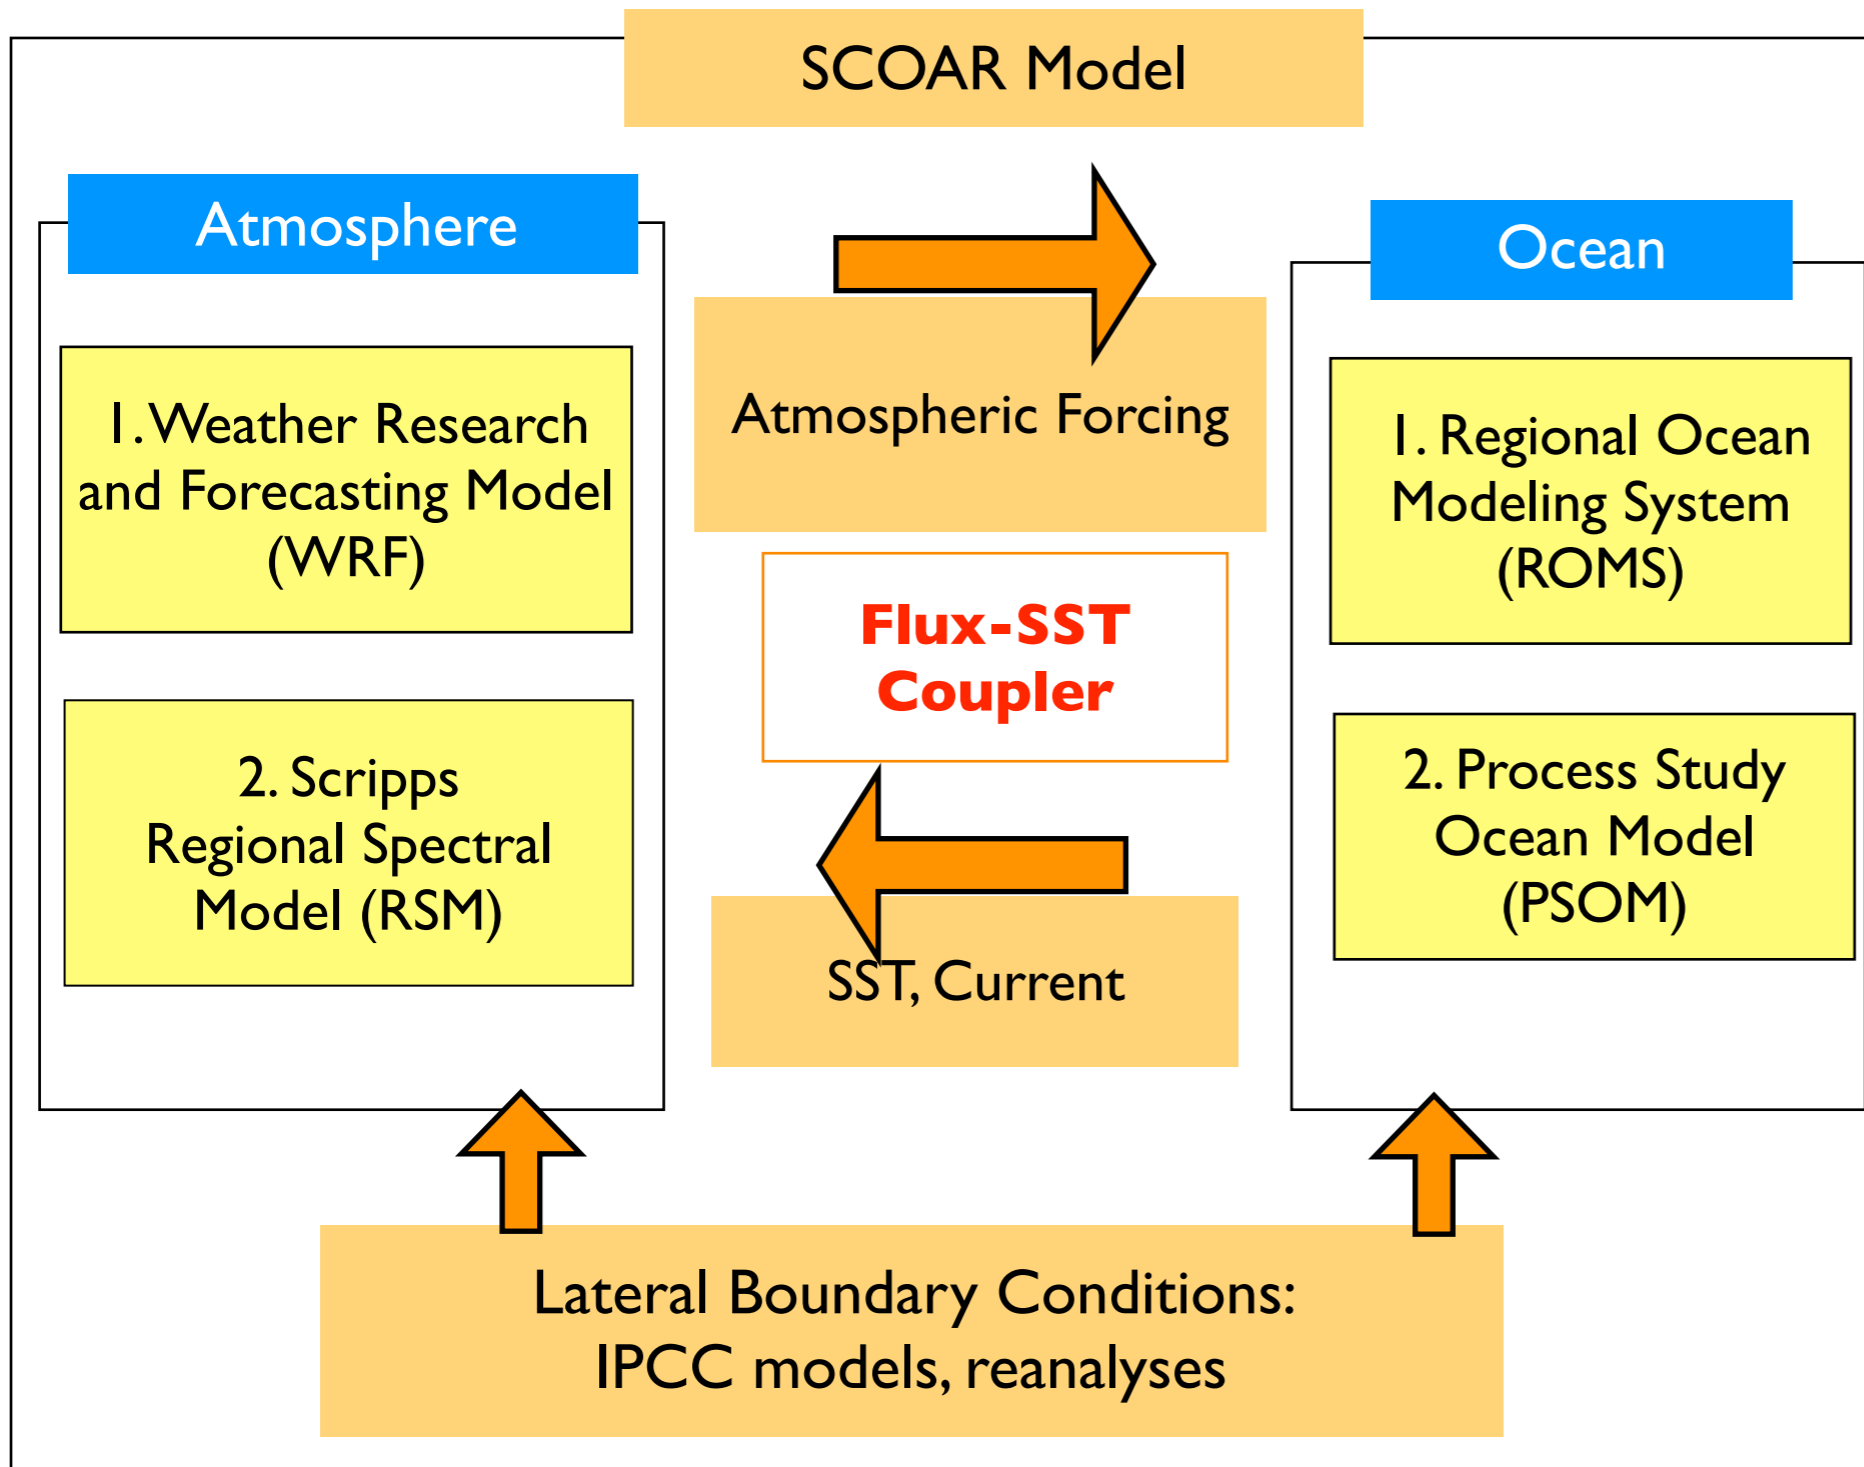 SCOAR Model
Atmosphere
1. Weather Research
and Forecasting Model
(WRF)
2. Scripps
Regional Spectral
Model (RSM)
Atmospheric Forcing
Flux-SST
Coupler
SST, Current
Ocean
1. Regional Ocean
Modeling System
(ROMS)
2. Process Study
Ocean Model
(PSOM)
Lateral Boundary Conditions:
IPCC models, reanalyses